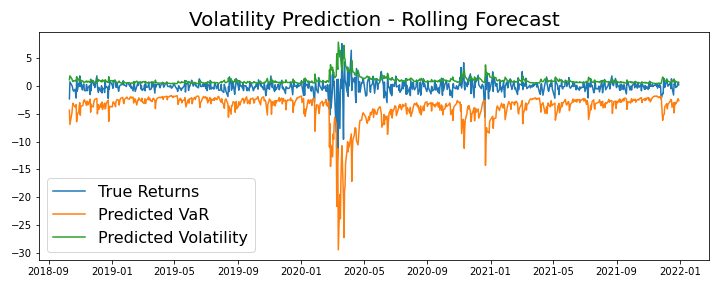 Volatility Prediction - Rolling Forecast
5
0
−5
−10
−15
−20
−25
−30
True Returns
Predicted VaR
Predicted Volatility
2018-09 2019-01 2019-05 2019-09 2020-01 2020-05 2020-09 2021-01 2021-05 2021-09 2022-01